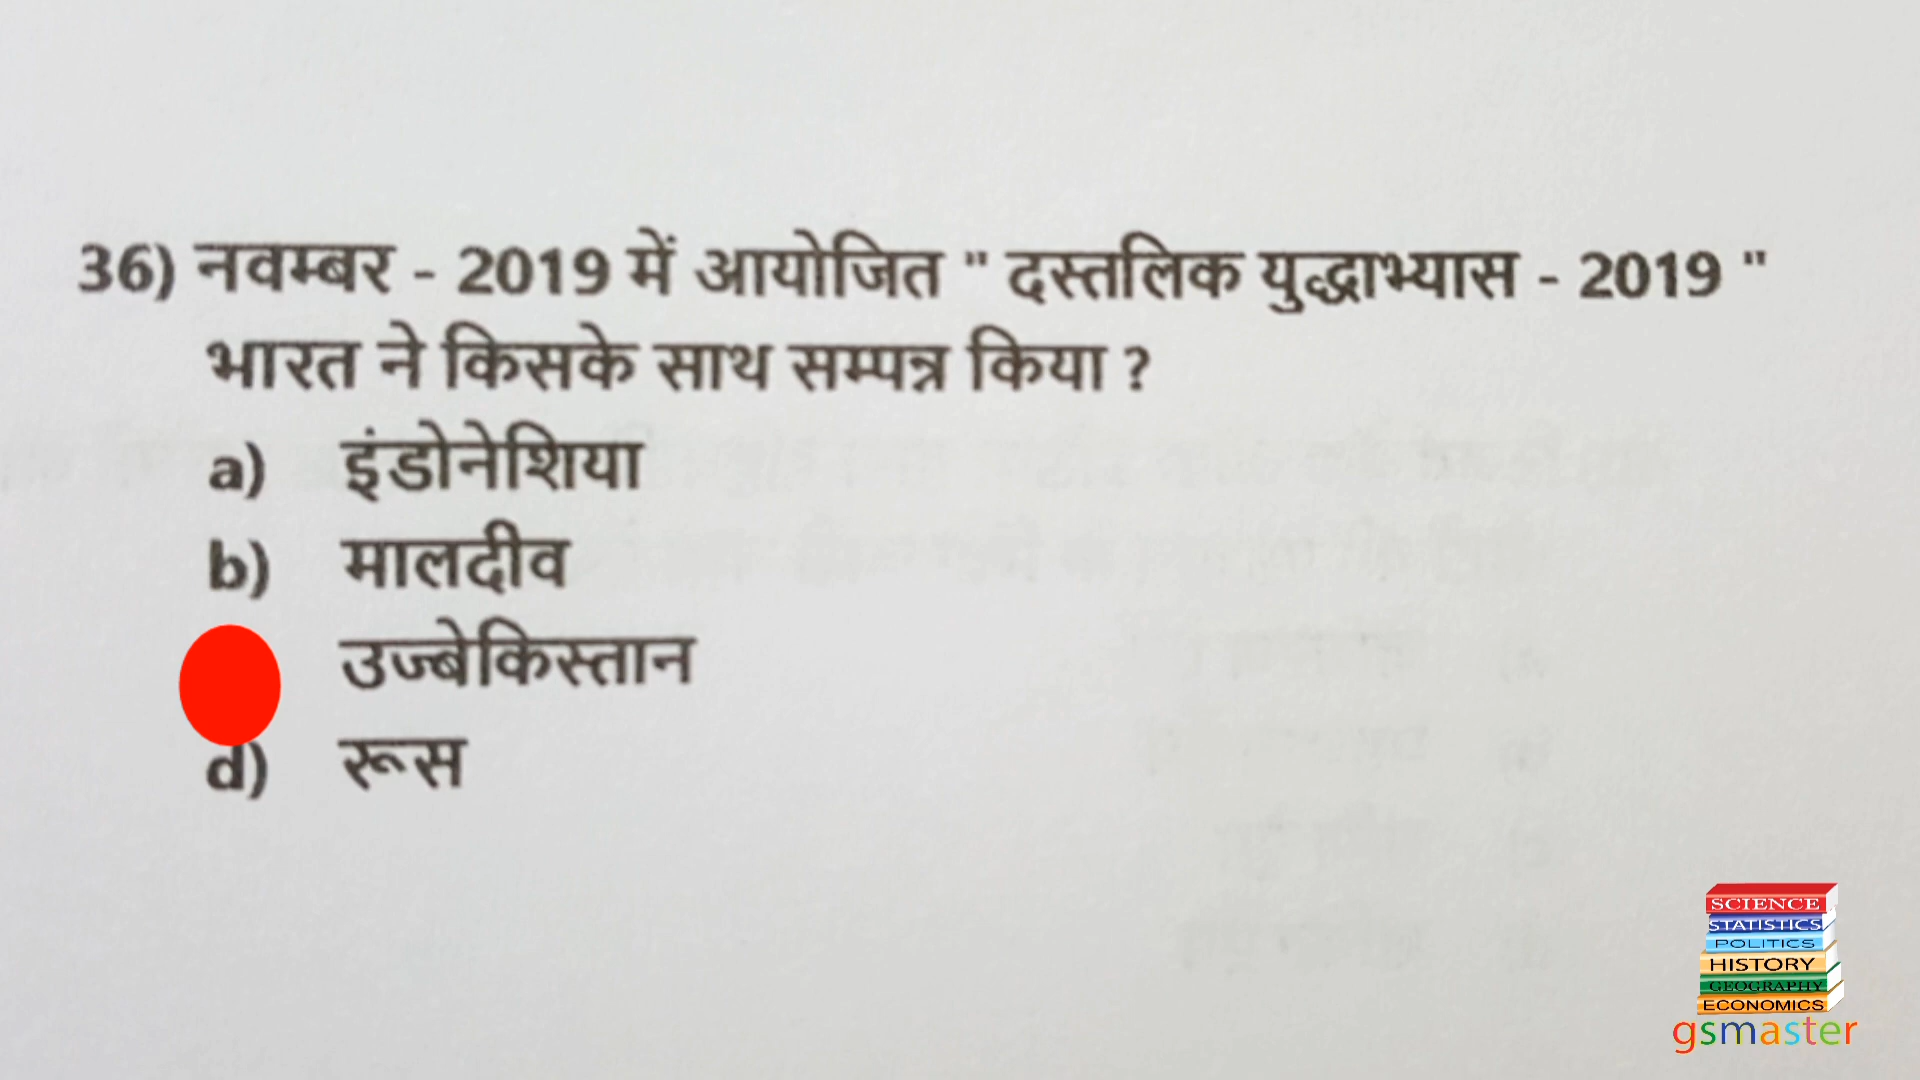 36) नवम्बर - 2019 में आयोजित " दस्तलिक युद्धाभ्यास - 2019 "
भारत ने किसके साथ सम्पन्न किया ?
a) इंडोनेशिया
b) मालदीव
उज्बेकिस्तान
d) रूस
SCIENCE
STATISTICS
POLITICS
HISTORY
GEOGRAPHY
ECONOMICS
gsmaster